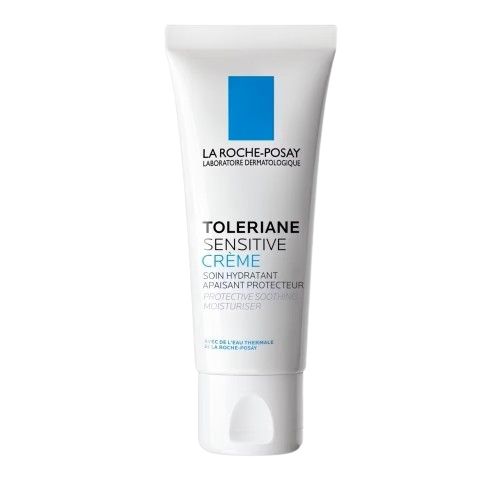 LA ROCHE-POSAY
LABORATOIRE DERMATOLOGIQUE
TOLERIANE
SENSITIVE
CRÈME
SOIN HYDRATANT
APAISANT PROTECTEUR
PROTECTIVE SOOTHING
MOISTURISER
AVEC DE L'EAU THERMALE
DE LA ROCHE-POSAY